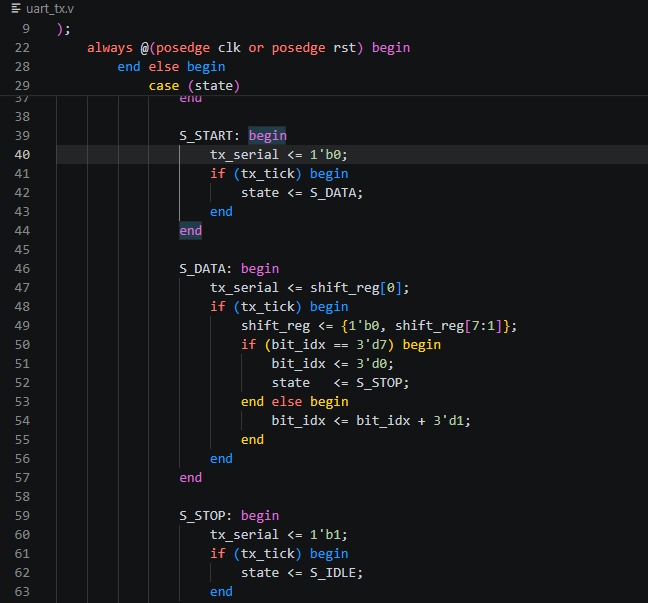 uart_tx.v
9 );
22 always @(posedge clk or posedge rst) begin
28 end else begin
29 case (state)
37 end
38
39 S_START: begin
40 tx_serial <= 1'b0;
41 if (tx_tick) begin
42 state <= S_DATA;
43 end
44 end
45
46 S_DATA: begin
47 tx_serial <= shift_reg[0];
48 if (tx_tick) begin
49 shift_reg <= {1'b0, shift_reg[7:1]};
50 if (bit_idx == 3'd7) begin
51 bit_idx <= 3'd0;
52 state   <= S_STOP;
53 end else begin
54 bit_idx <= bit_idx + 3'd1;
55 end
56 end
57 end
58
59 S_STOP: begin
60 tx_serial <= 1'b1;
61 if (tx_tick) begin
62 state <= S_IDLE;
63 end